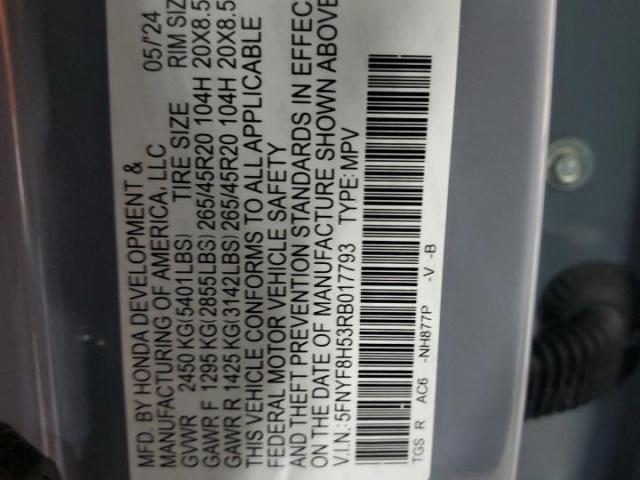 MFD. BY HONDA DEVELOPMENT & 05/'24
MANUFACTURING OF AMERICA, LLC
GVWR 2450 KG(5401LBS) TIRE SIZE RIM SIZ
GAWR F 1295 KG(2855LBS) 265/45R20 104H 20X8.5
GAWR R 1425 KG(3142LBS) 265/45R20 104H 20X8.5
THIS VEHICLE CONFORMS TO ALL APPLICABLE
FEDERAL MOTOR VEHICLE SAFETY
AND THEFT PREVENTION STANDARDS IN EFFEC
ON THE DATE OF MANUFACTURE SHOWN ABOVE
V.I.N.:5FNYF8H53RB017793 TYPE: MPV
TGS R AC6 -NH877P -V -B